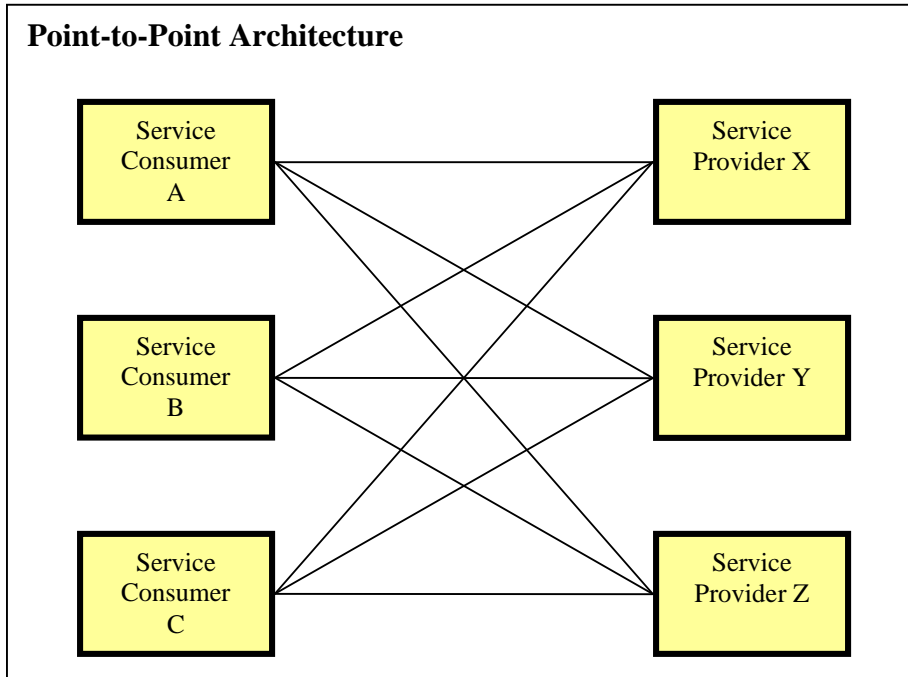 Point-to-Point Architecture
Service
Consumer
A
Service
Provider X
Service
Consumer
B
Service
Provider Y
Service
Consumer
C
Service
Provider Z